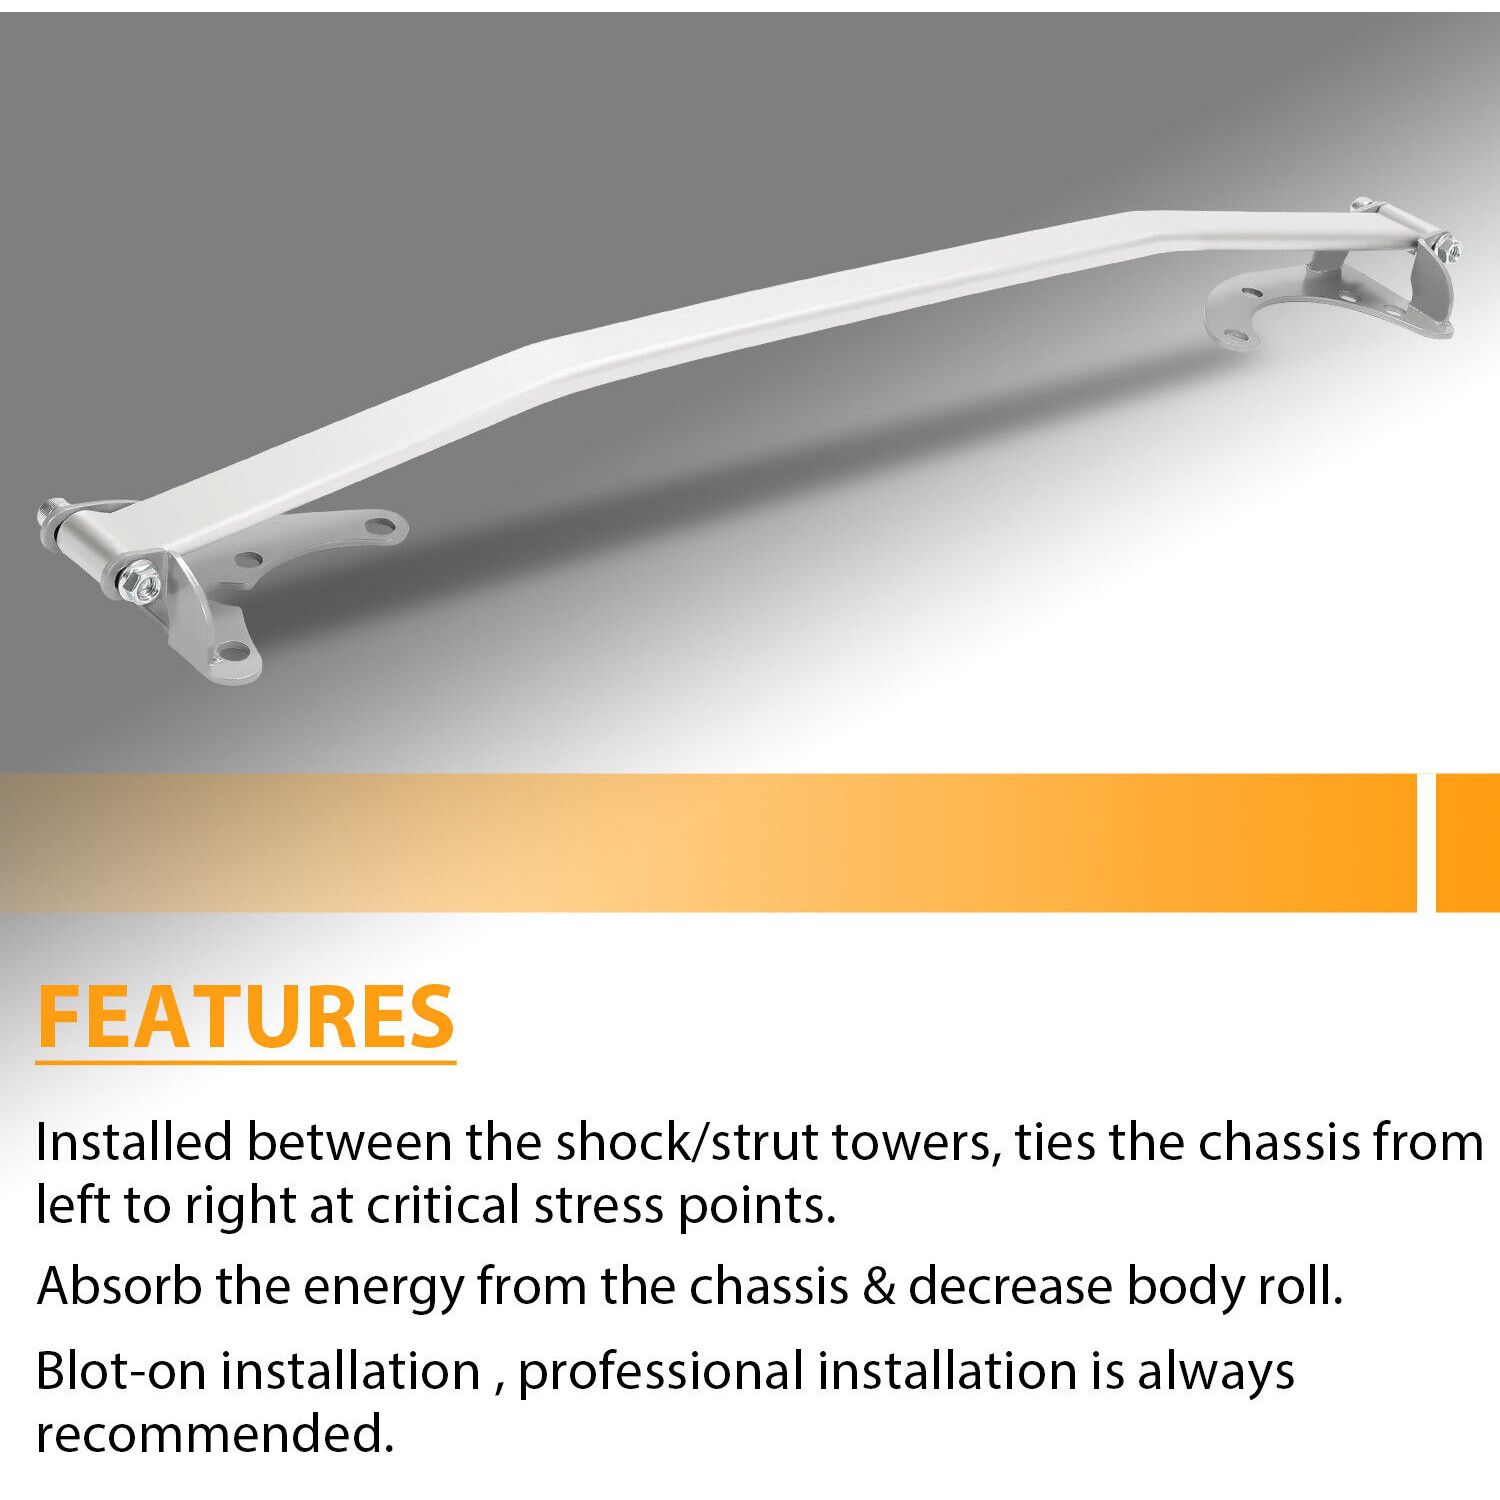 FEATURES
Installed between the shock/strut towers, ties the chassis from
left to right at critical stress points.
Absorb the energy from the chassis & decrease body roll.
Blot-on installation , professional installation is always
recommended.